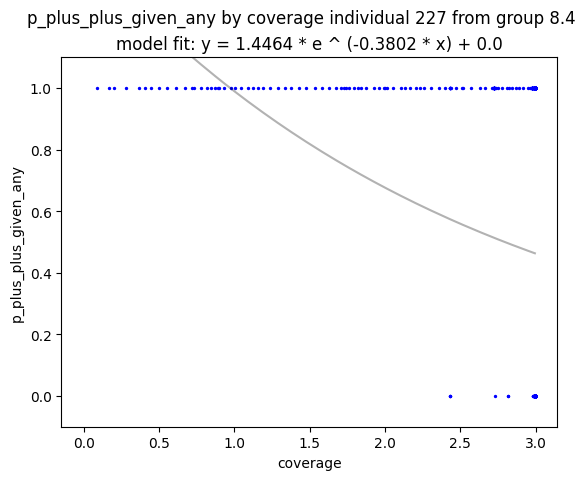 p_plus_plus_given_any by coverage individual 227 from group 8.4
model fit: y = 1.4464 * e ^ (-0.3802 * x) + 0.0
p_plus_plus_given_any
1.0
0.8
0.6
0.4
0.2
0.0
0.0 0.5 1.0 1.5 2.0 2.5 3.0
coverage